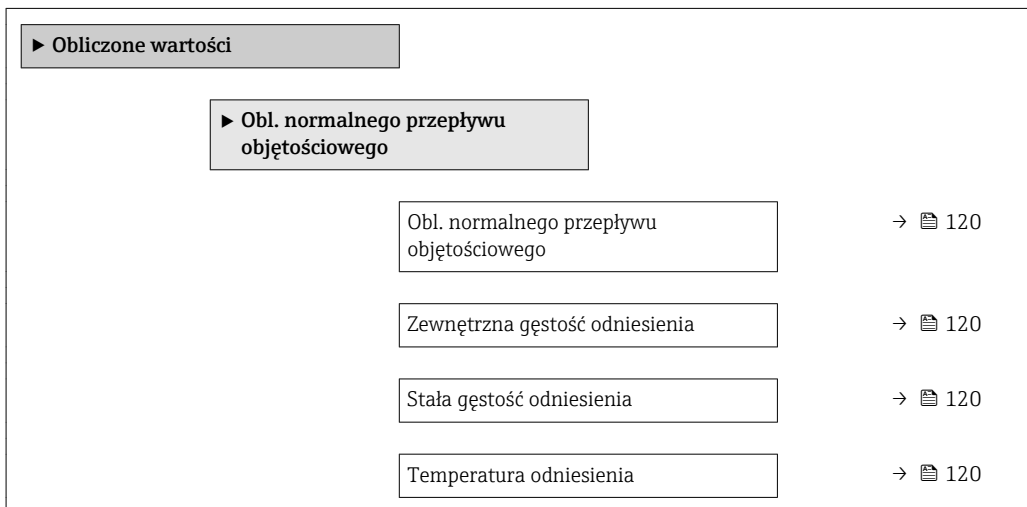 ▶ Obliczone wartości
▶ Obl. normalnego przepływu
objętościowego
Obl. normalnego przepływu → 120
objętościowego
Zewnętrzna gęstość odniesienia → 120
Stała gęstość odniesienia → 120
Temperatura odniesienia → 120